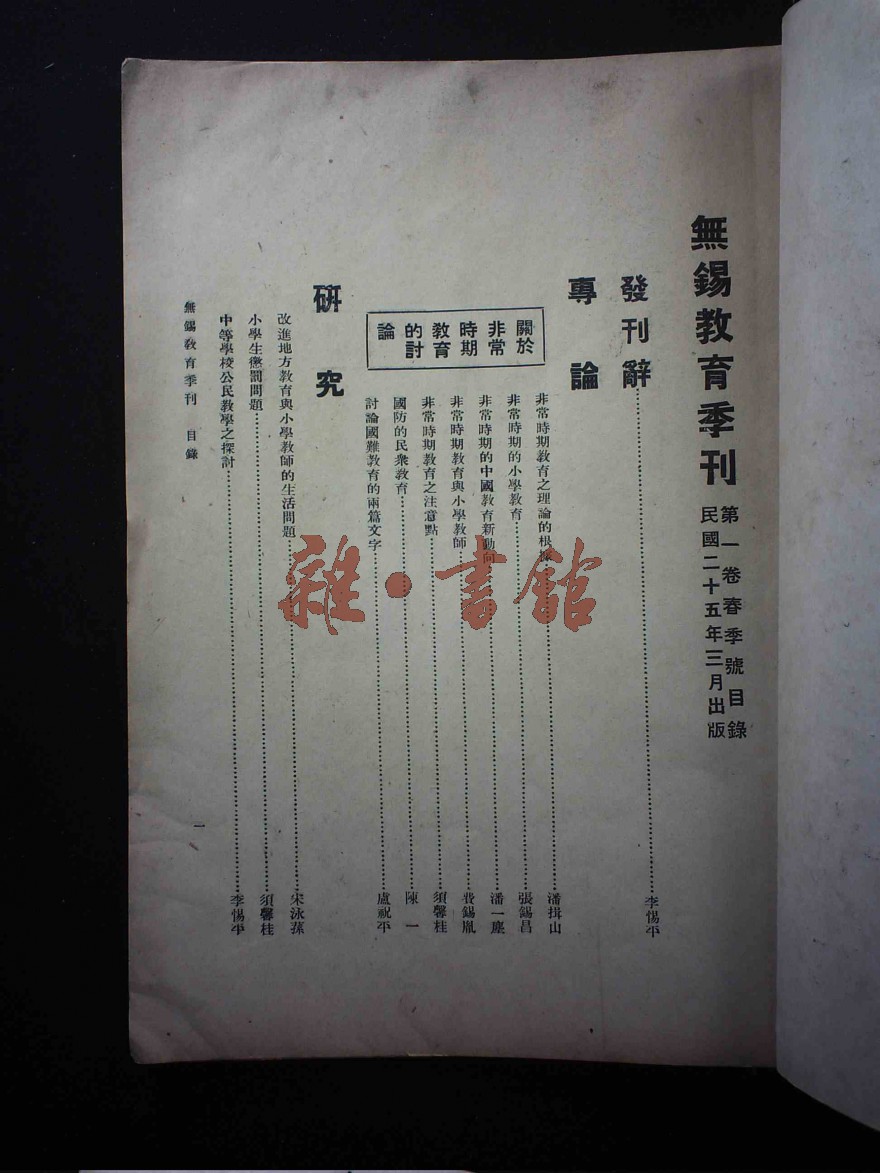 無錫教育季刊
第一卷春季號目錄
民國二十五年三月出版
發刊辭……李惕平
專論
關於
非常
時期
教育
的討
論
非常時期教育之理論的根據……潘揖山
非常時期的小學教育……張錫昌
非常時期的中國教育新動向……潘一塵
非常時期教育與小學教師……費錫胤
非常時期教育之注意點……須馨桂
國防的民衆教育……陳一
討論國難教育的兩篇文字……盧祝平
研究
改進地方教育與小學教師的生活問題……宋泳蓀
小學生懲罰問題……須馨桂
中等學校公民教學之探討……李惕平
無錫教育季刊 目錄
一
雜·書館